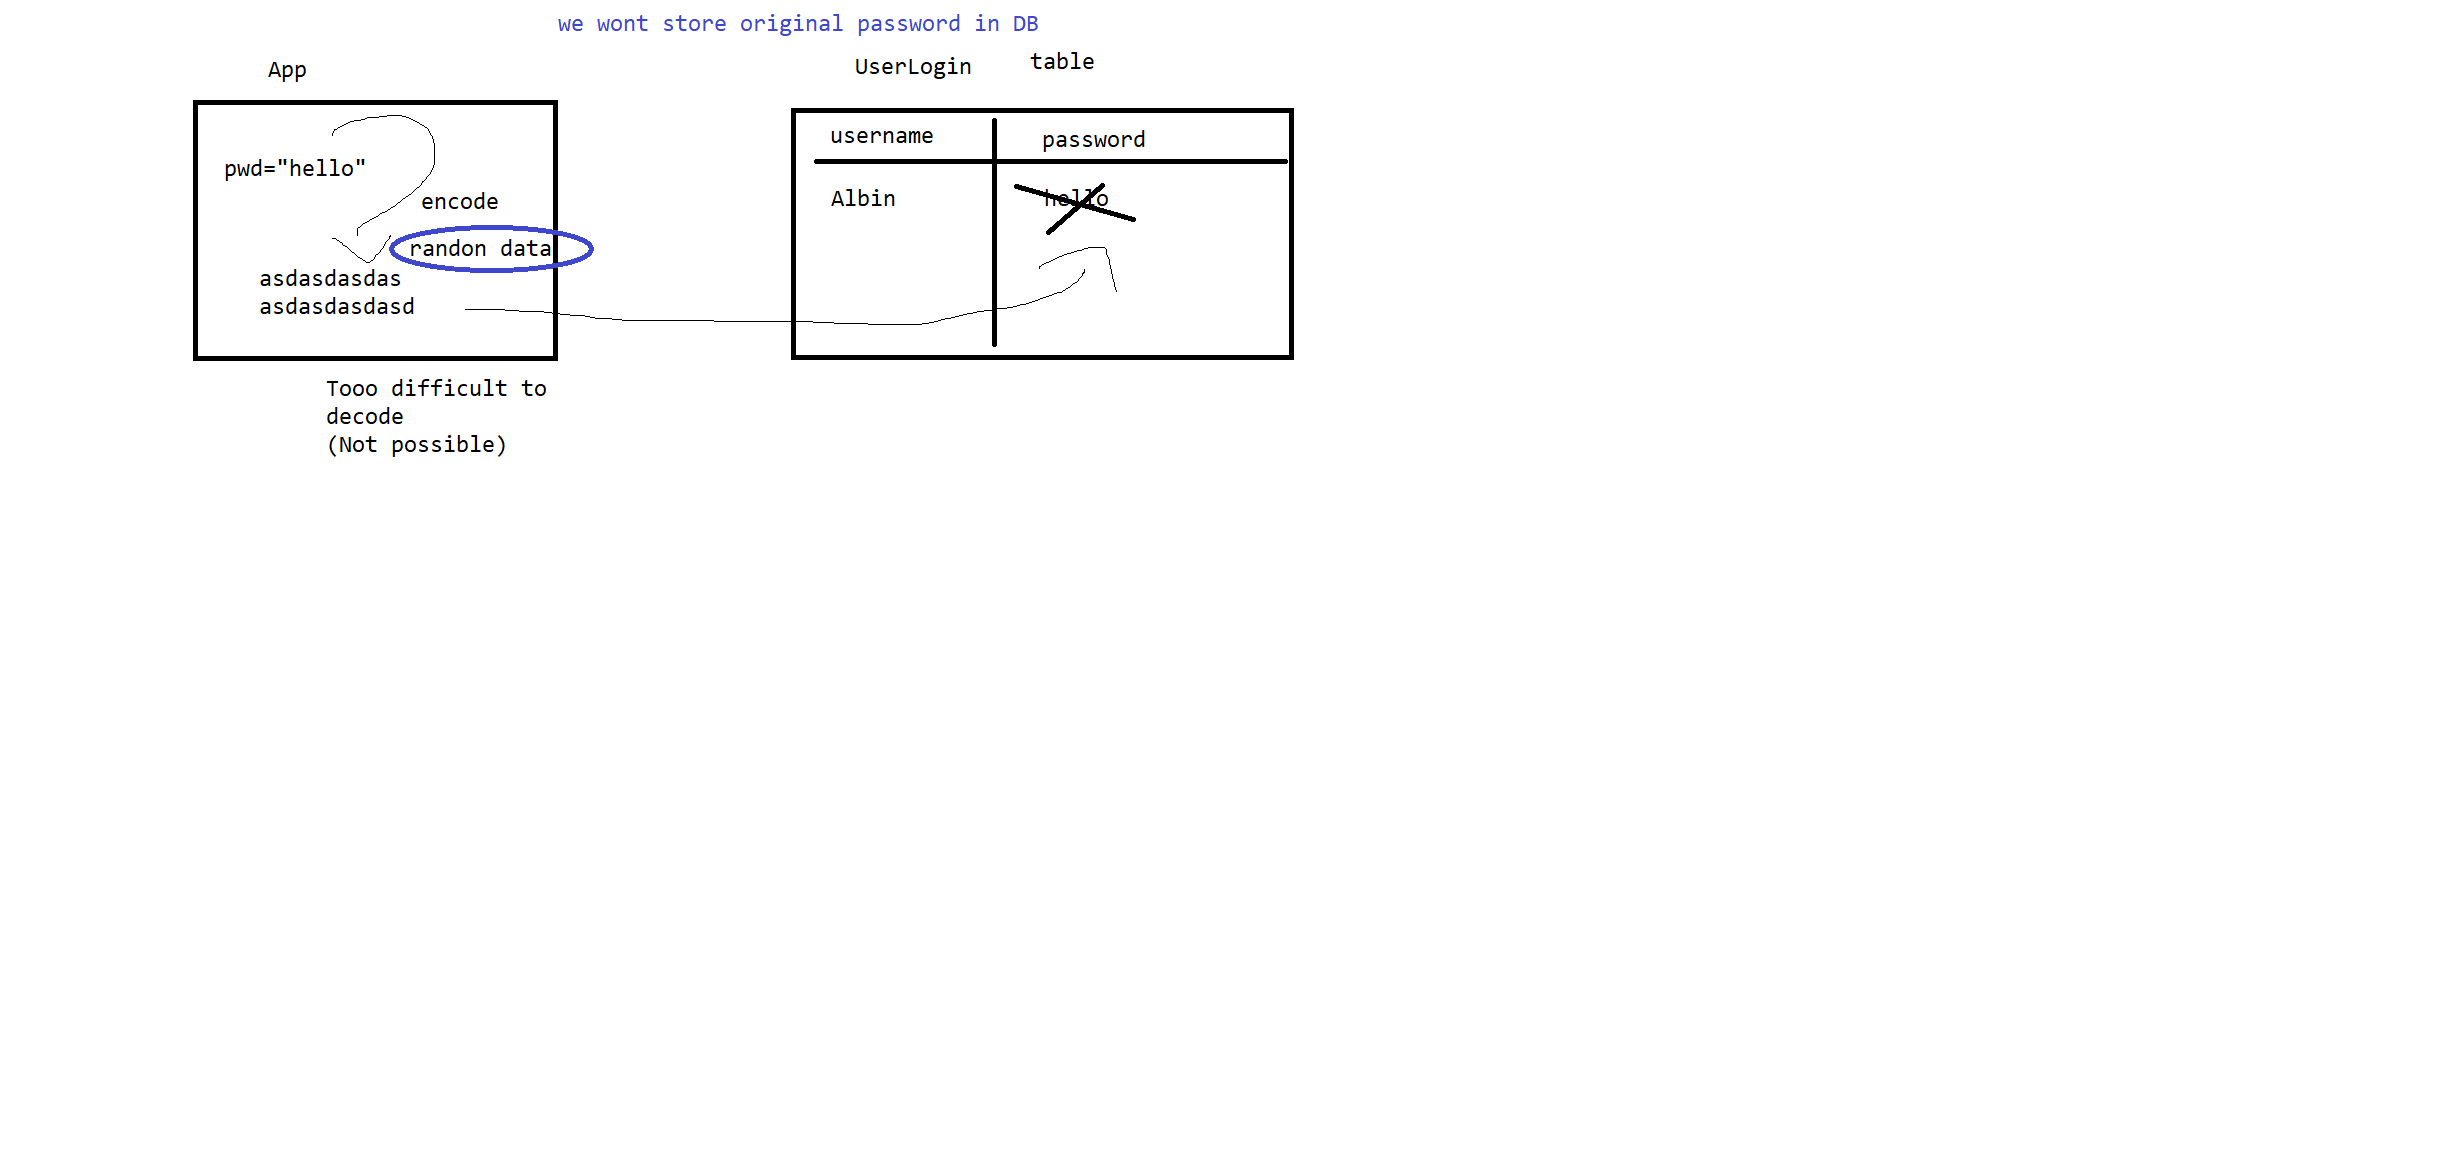 we wont store original password in DB
App
UserLogin
table
pwd="hello"
encode
randon data
asdasdasdas
asdasdasdasd
Tooo difficult to
decode
(Not possible)
username
password
Albin
hello